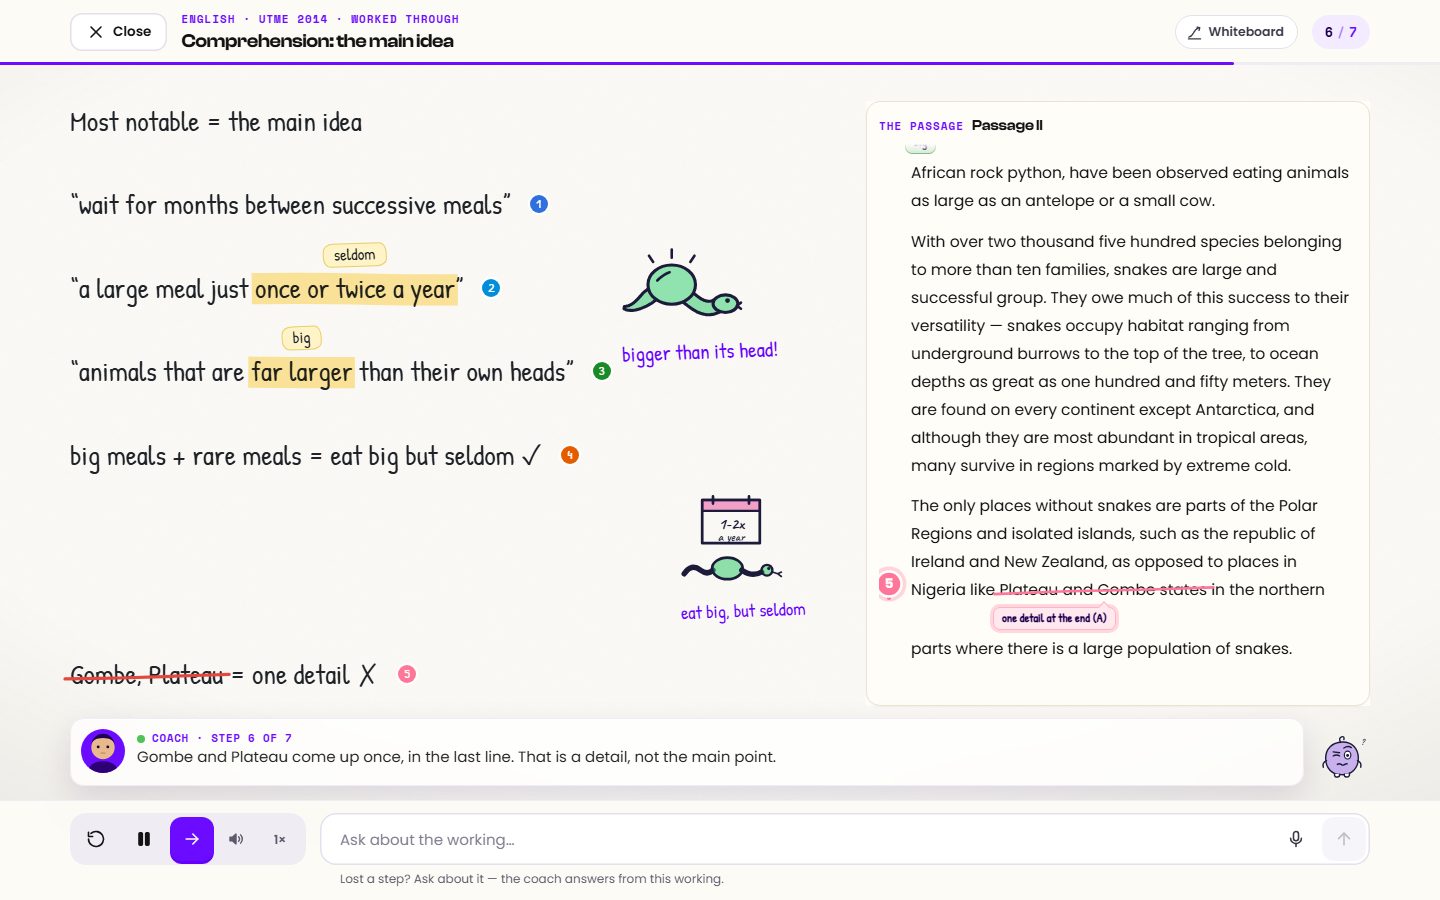 Close
ENGLISH · UTME 2014 · WORKED THROUGH
Comprehension: the main idea
Whiteboard
6 / 7
Most notable = the main idea
“wait for months between successive meals” 1
seldom
“a large meal just once or twice a year” 2
big
“animals that are far larger than their own heads” 3
bigger than its head!
big meals + rare meals = eat big but seldom ✓ 4
1-2x
a year
eat big, but seldom
Gombe, Plateau = one detail ✗ 5
THE PASSAGE Passage II
African rock python, have been observed eating animals
as large as an antelope or a small cow.
With over two thousand five hundred species belonging
to more than ten families, snakes are large and
successful group. They owe much of this success to their
versatility — snakes occupy habitat ranging from
underground burrows to the top of the tree, to ocean
depths as great as one hundred and fifty meters. They
are found on every continent except Antarctica, and
although they are most abundant in tropical areas,
many survive in regions marked by extreme cold.
The only places without snakes are parts of the Polar
Regions and isolated islands, such as the republic of
Ireland and New Zealand, as opposed to places in
5 Nigeria like Plateau and Gombe states in the northern
one detail at the end (A)
parts where there is a large population of snakes.
COACH · STEP 6 OF 7
Gombe and Plateau come up once, in the last line. That is a detail, not the main point.
?
1×
Ask about the working...
Lost a step? Ask about it — the coach answers from this working.